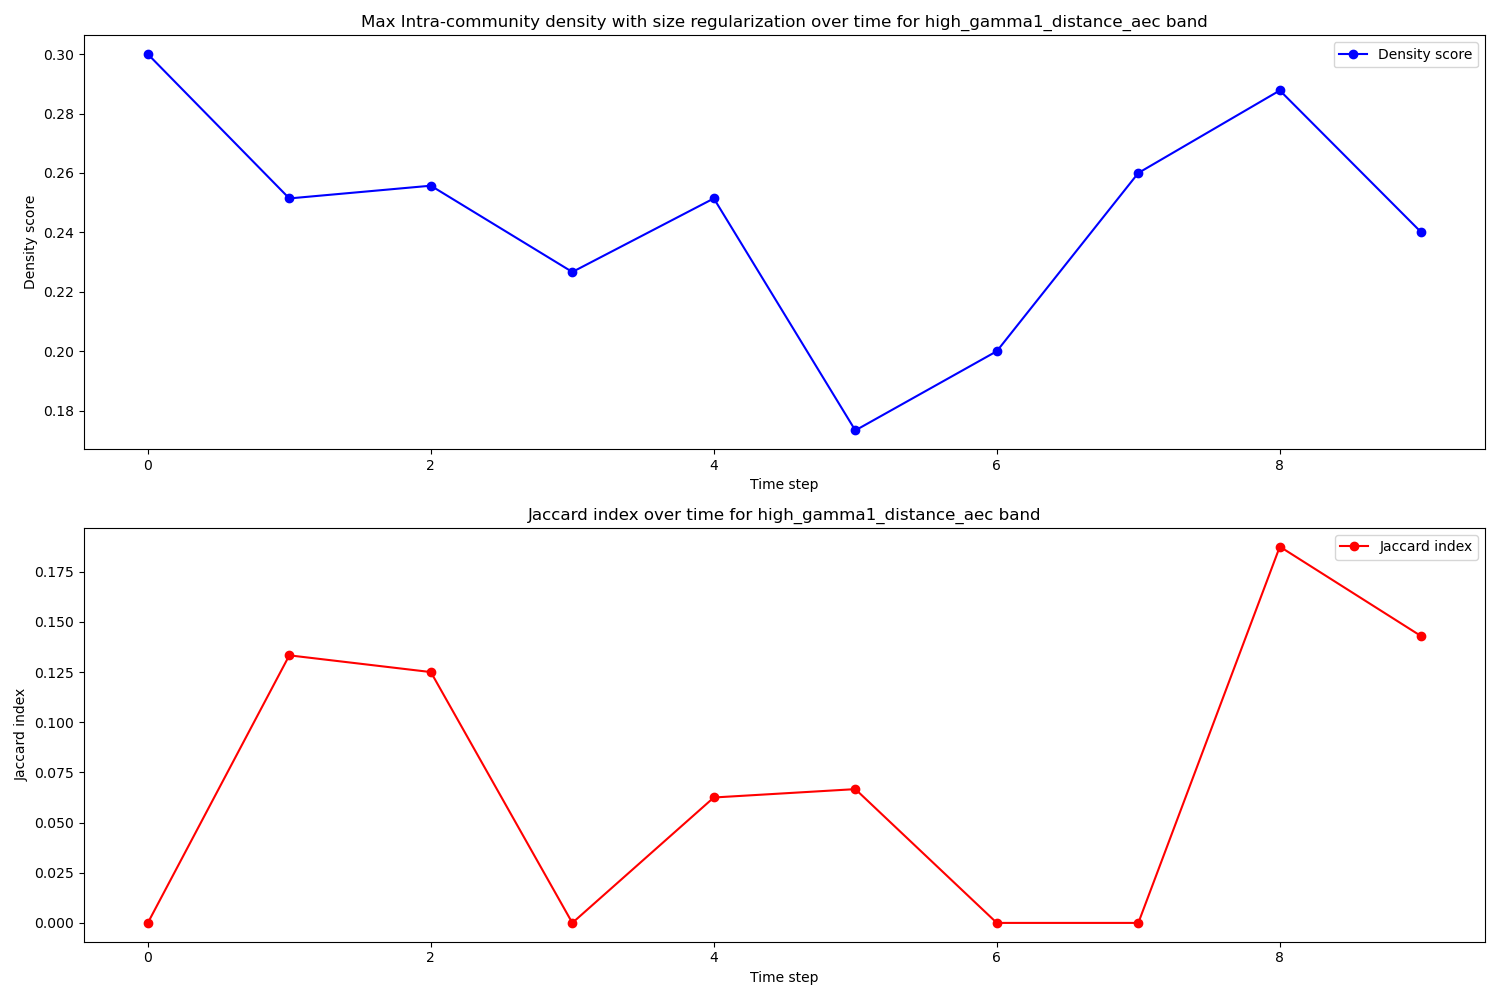 Max Intra-community density with size regularization over time for high_gamma1_distance_aec band
Density score
0.30
0.28
0.26
0.24
0.22
0.20
0.18
Density score
0 2 4 6 8
Time step
Jaccard index over time for high_gamma1_distance_aec band
Jaccard index
0.175
0.150
0.125
0.100
0.075
0.050
0.025
0.000
Jaccard index
0 2 4 6 8
Time step